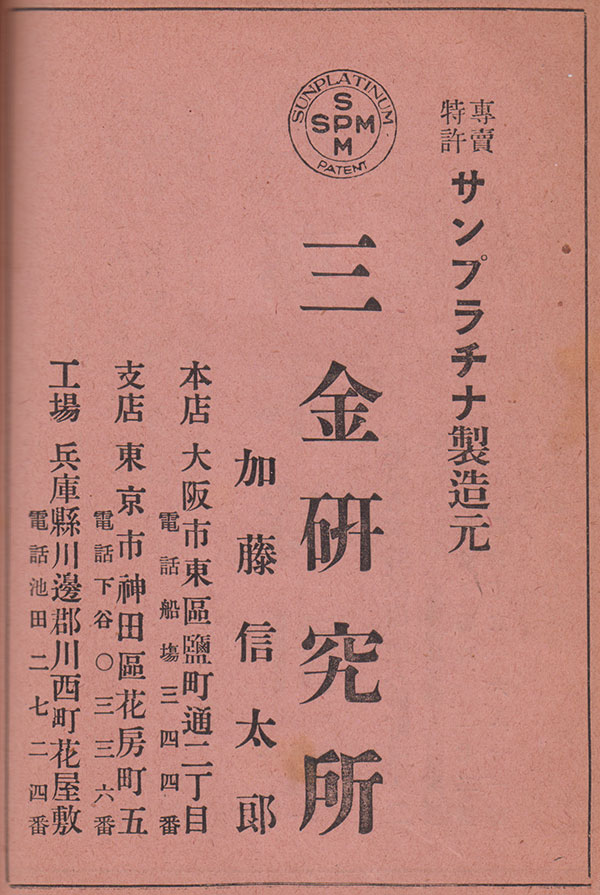 專賣特許 サンプラチナ製造元
SUNPLATINUM
SPM
SPM
PATENT
三金研究所
加藤信太郎
本店 大阪市東區鹽町通二丁目
電話船場三四四番
支店 東京市神田區花房町五
電話下谷〇三三六番
工場 兵庫縣川邊郡川西町花屋敷
電話池田二七二四番